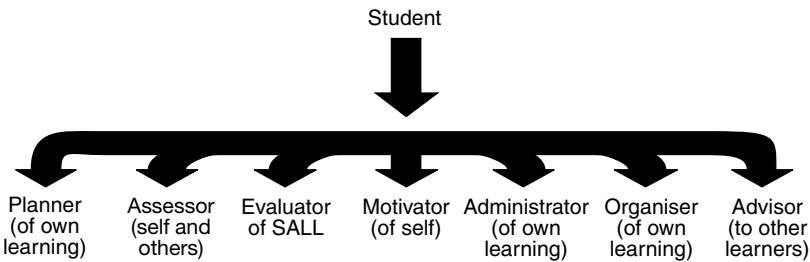 Student
Planner
(of own
learning)
Assessor
(self and
others)
Evaluator
of SALL
Motivator
(of self)
Administrator
(of own
learning)
Organiser
(of own
learning)
Advisor
(to other
learners)